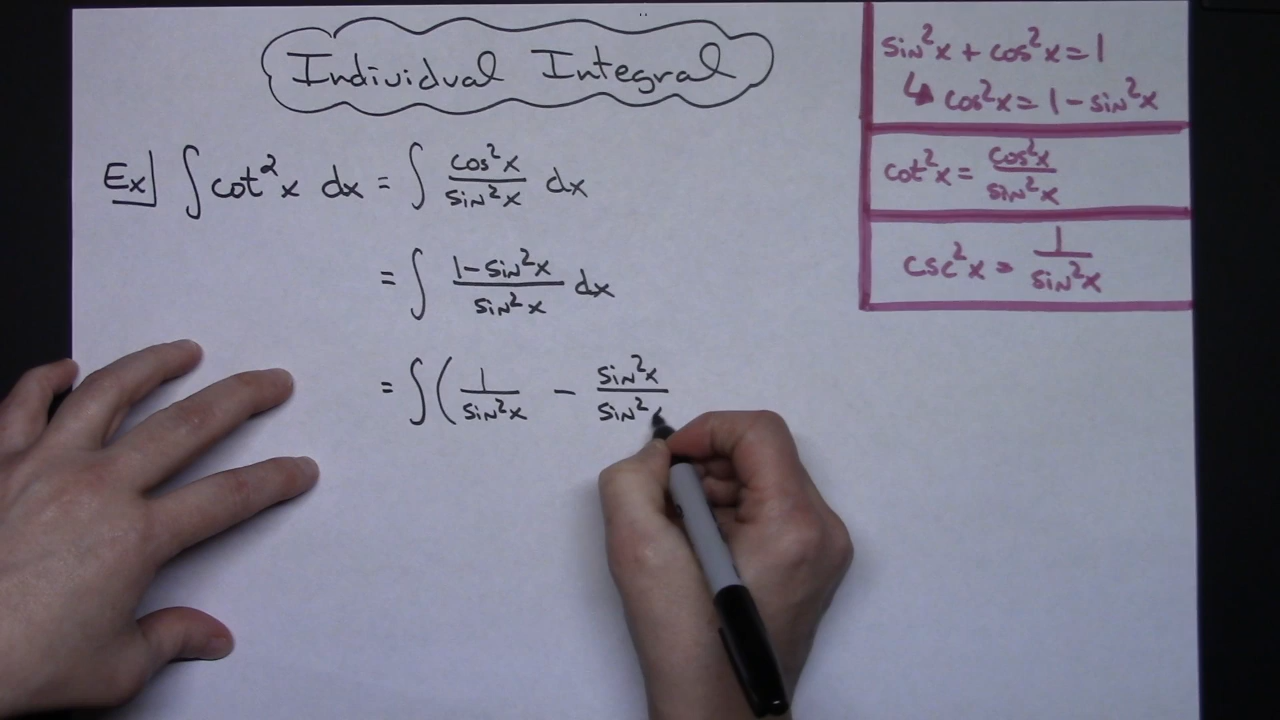 Individual Integral
Ex ∫ cot²x dx = ∫ cos²x/sin²x dx
= ∫ 1-sin²x/sin²x dx
= ∫( 1/sin²x - sin²x/sin²
sin²x + cos²x = 1
↳ cos²x = 1 - sin²x
cot²x = cos²x/sin²x
csc²x = 1/sin²x